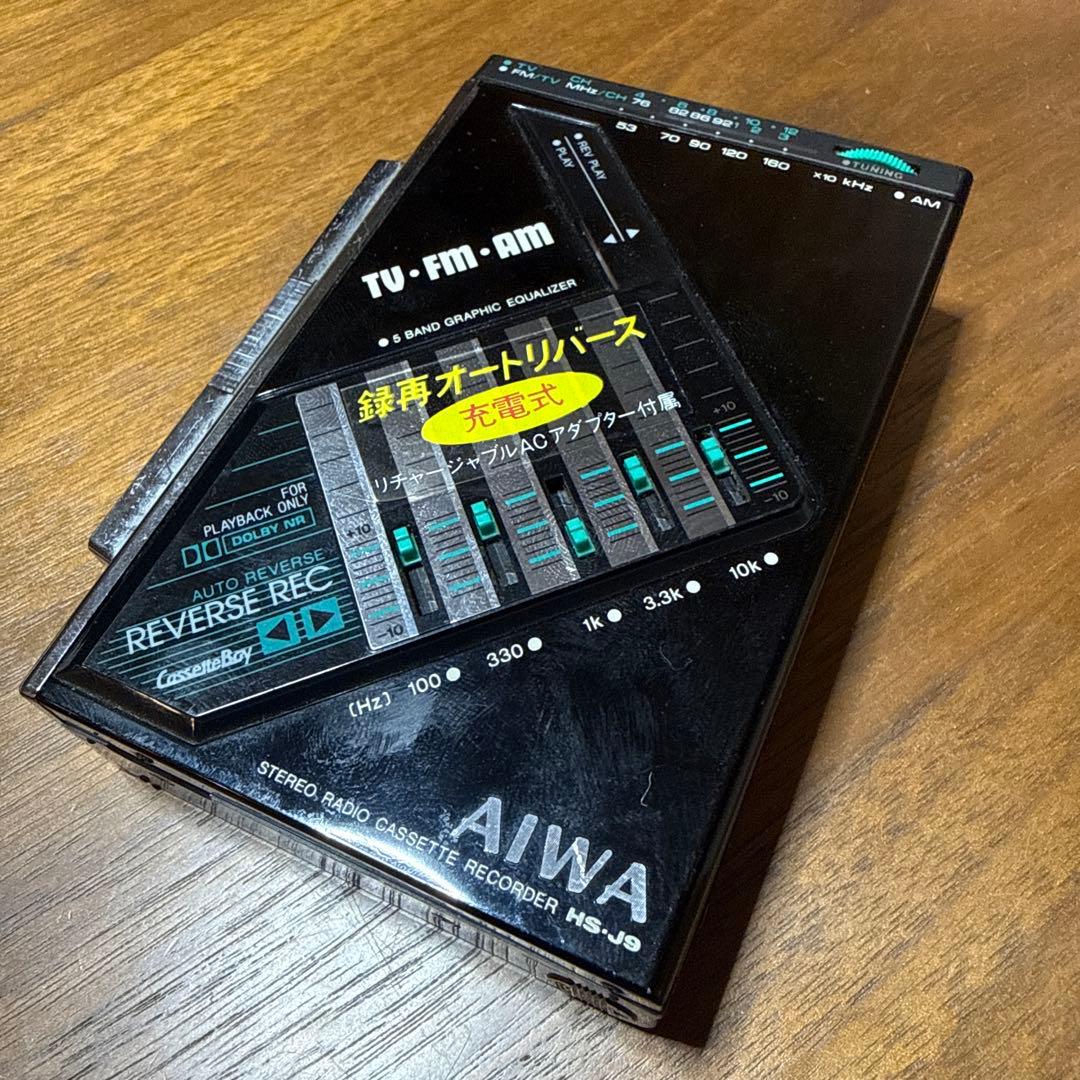 TV CH 4 8 10 12
FM/TV MHz/CH 76 82 86 92 1 2 3
53 70 90 120 160 x10 kHz
TUNING
AM
REV PLAY
PLAY
TV・FM・AM
5 BAND GRAPHIC EQUALIZER
録再オートリバース
充電式
リチャージャブルACアダプター付属
FOR
PLAYBACK ONLY
DOLBY NR
AUTO REVERSE
REVERSE REC
CassetteBoy
+10
-10
+10
-10
(Hz) 100 330 1k 3.3k 10k
AIWA
STEREO RADIO CASSETTE RECORDER HS・J9